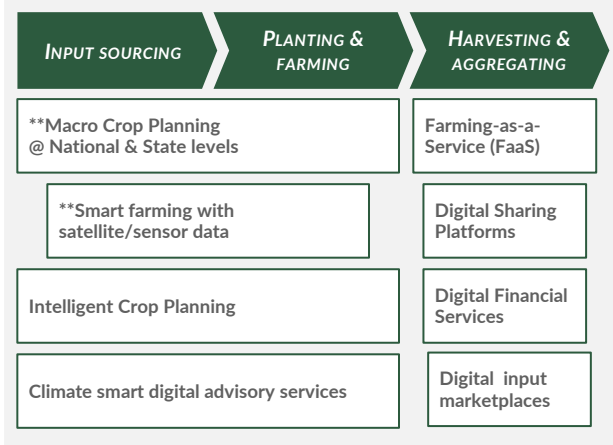 INPUT SOURCING
PLANTING &
FARMING
HARVESTING &
AGGREGATING
**Macro Crop Planning
@ National & State levels
Farming-as-a-
Service (FaaS)
**Smart farming with
satellite/sensor data
Digital Sharing
Platforms
Intelligent Crop Planning
Digital Financial
Services
Climate smart digital advisory services
Digital input
marketplaces